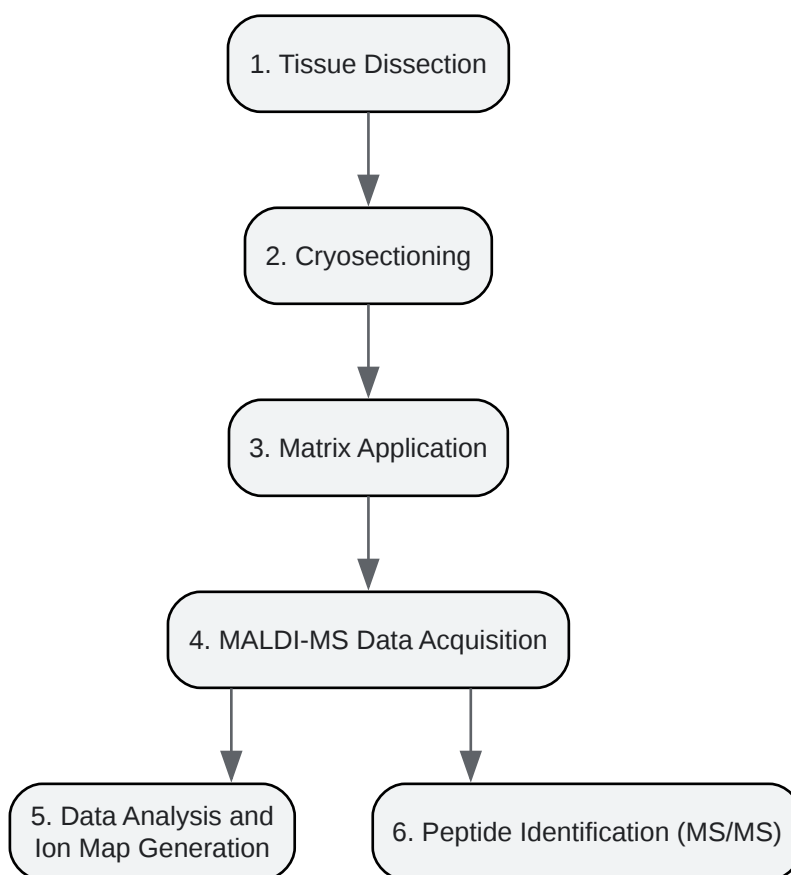 1. Tissue Dissection
2. Cryosectioning
3. Matrix Application
4. MALDI-MS Data Acquisition
5. Data Analysis and
Ion Map Generation
6. Peptide Identification (MS/MS)